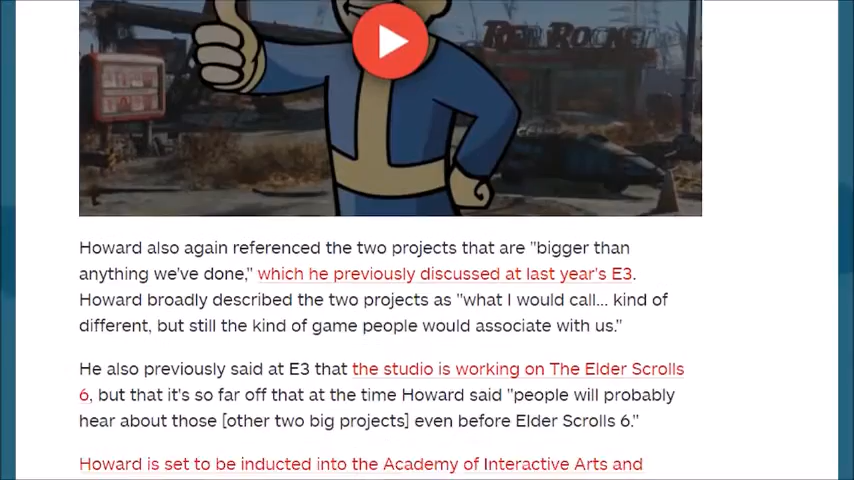 RED ROCKET
Howard also again referenced the two projects that are "bigger than
anything we've done," which he previously discussed at last year's E3.
Howard broadly described the two projects as "what I would call... kind of
different, but still the kind of game people would associate with us."
He also previously said at E3 that the studio is working on The Elder Scrolls
6, but that it's so far off that at the time Howard said "people will probably
hear about those [other two big projects] even before Elder Scrolls 6."
Howard is set to be inducted into the Academy of Interactive Arts and